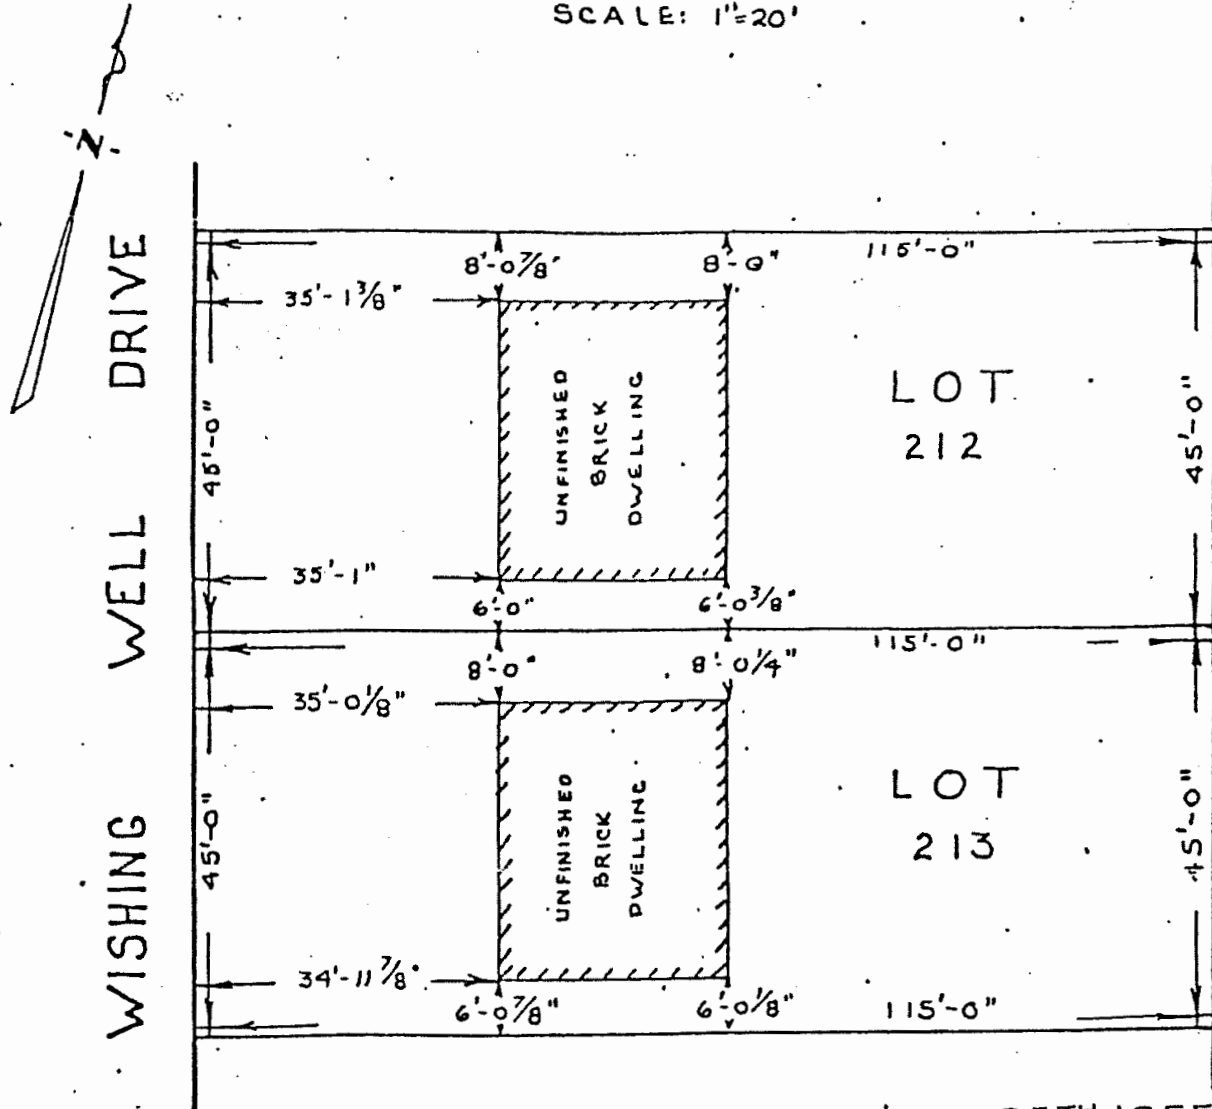 SCALE: 1"=20'
N
WISHING WELL DRIVE
8'-0 7/8"
8'-0"
115'-0"
35'-1 3/8"
45'-0"
UNFINISHED
BRICK
DWELLING
LOT
212
45'-0"
35'-1"
6'-0"
6'-0 3/8"
115'-0"
8'-0"
8'-0 1/4"
35'-0 1/8"
45'-0"
UNFINISHED
BRICK
DWELLING
LOT
213
45'-0"
34'-11 7/8"
6'-0 7/8"
6'-0 1/8"
115'-0"